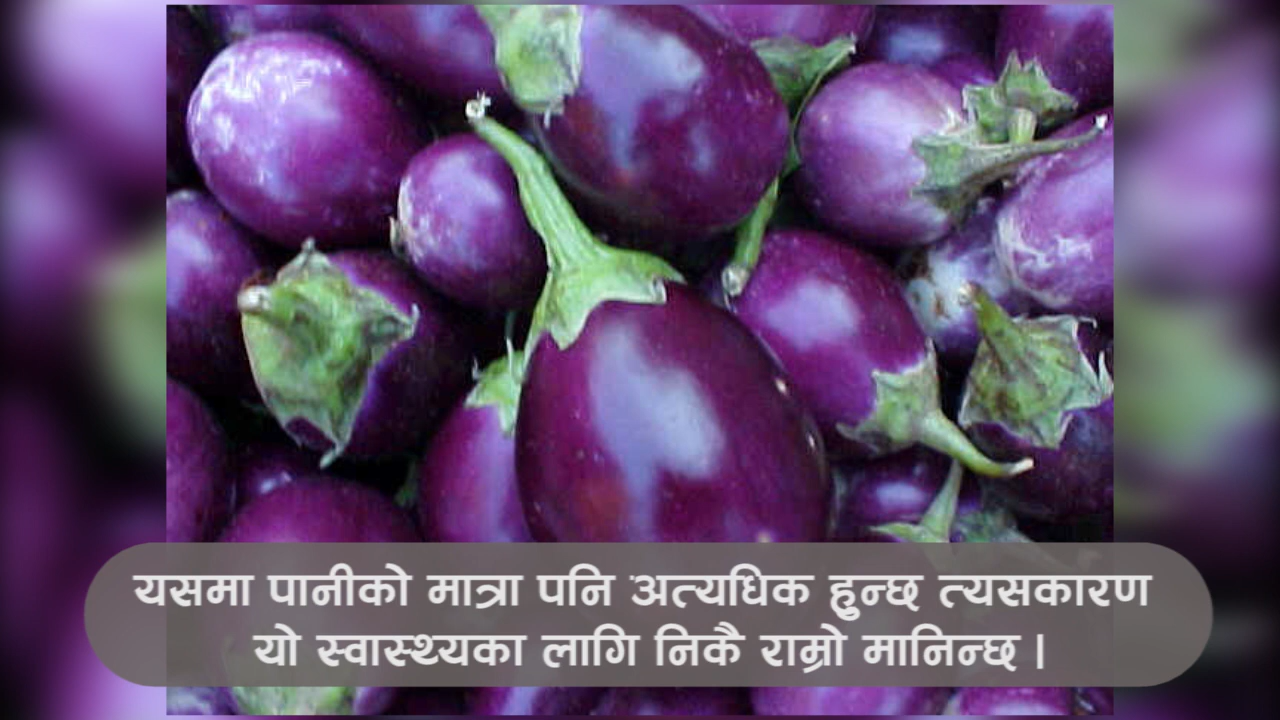 यसमा पानीको मात्रा पनि अत्यधिक हुन्छ त्यसकारण
यो स्वास्थ्यका लागि निकै राम्रो मानिन्छ ।